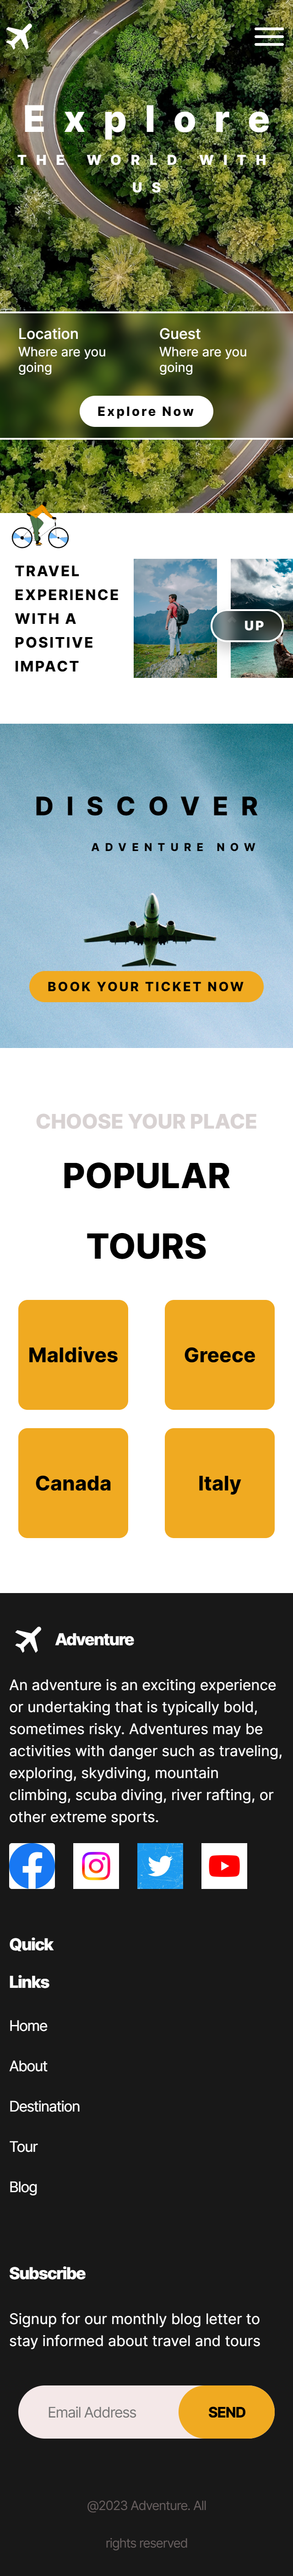 Explore
THE WORLD WITH
US
Location
Where are you
going
Guest
Where are you
going
Explore Now
TRAVEL
EXPERIENCE
WITH A
POSITIVE
IMPACT
UP
DISCOVER
ADVENTURE NOW
BOOK YOUR TICKET NOW
CHOOSE YOUR PLACE
POPULAR
TOURS
Maldives
Greece
Canada
Italy
Adventure
An adventure is an exciting experience
or undertaking that is typically bold,
sometimes risky. Adventures may be
activities with danger such as traveling,
exploring, skydiving, mountain
climbing, scuba diving, river rafting, or
other extreme sports.
Quick
Links
Home
About
Destination
Tour
Blog
Subscribe
Signup for our monthly blog letter to
stay informed about travel and tours
Email Address
SEND
@2023 Adventure. All
rights reserved